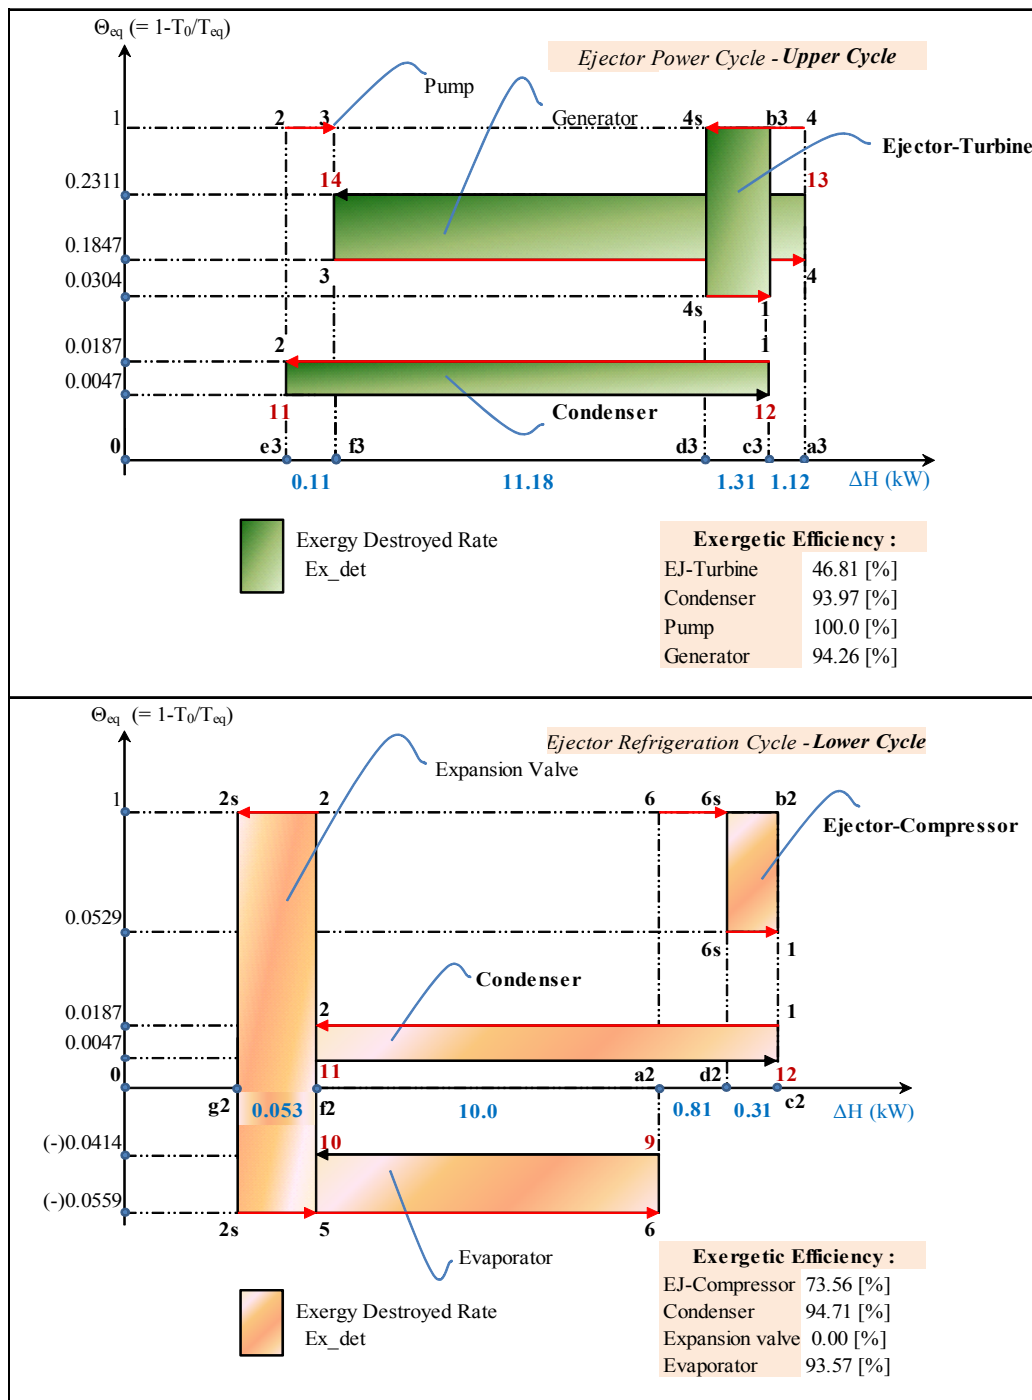 Θeq (= 1-T0/Teq)
Ejector Power Cycle - Upper Cycle
Pump
Generator
1
2
3
4s
b3
4
Ejector-Turbine
14
13
0.2311
0.1847
0.0304
3
4
4s
1
2
1
0.0187
0.0047
11
Condenser
12
0
e3
f3
d3
c3
a3
0.11
11.18
1.31
1.12
ΔH (kW)
Exergy Destroyed Rate
Ex_det
Exergetic Efficiency :
EJ-Turbine 46.81 [%]
Condenser 93.97 [%]
Pump 100.0 [%]
Generator 94.26 [%]
Θeq (= 1-T0/Teq)
Ejector Refrigeration Cycle - Lower Cycle
Expansion Valve
1
2s
2
6
6s
b2
Ejector-Compressor
0.0529
6s
1
Condenser
0.0187
2
1
0.0047
0
11
a2
d2
12
g2
0.053
f2
10.0
0.81
0.31
c2
ΔH (kW)
(-)0.0414
10
9
(-)0.0559
2s
5
6
Evaporator
Exergy Destroyed Rate
Ex_det
Exergetic Efficiency :
EJ-Compressor 73.56 [%]
Condenser 94.71 [%]
Expansion valve 0.00 [%]
Evaporator 93.57 [%]